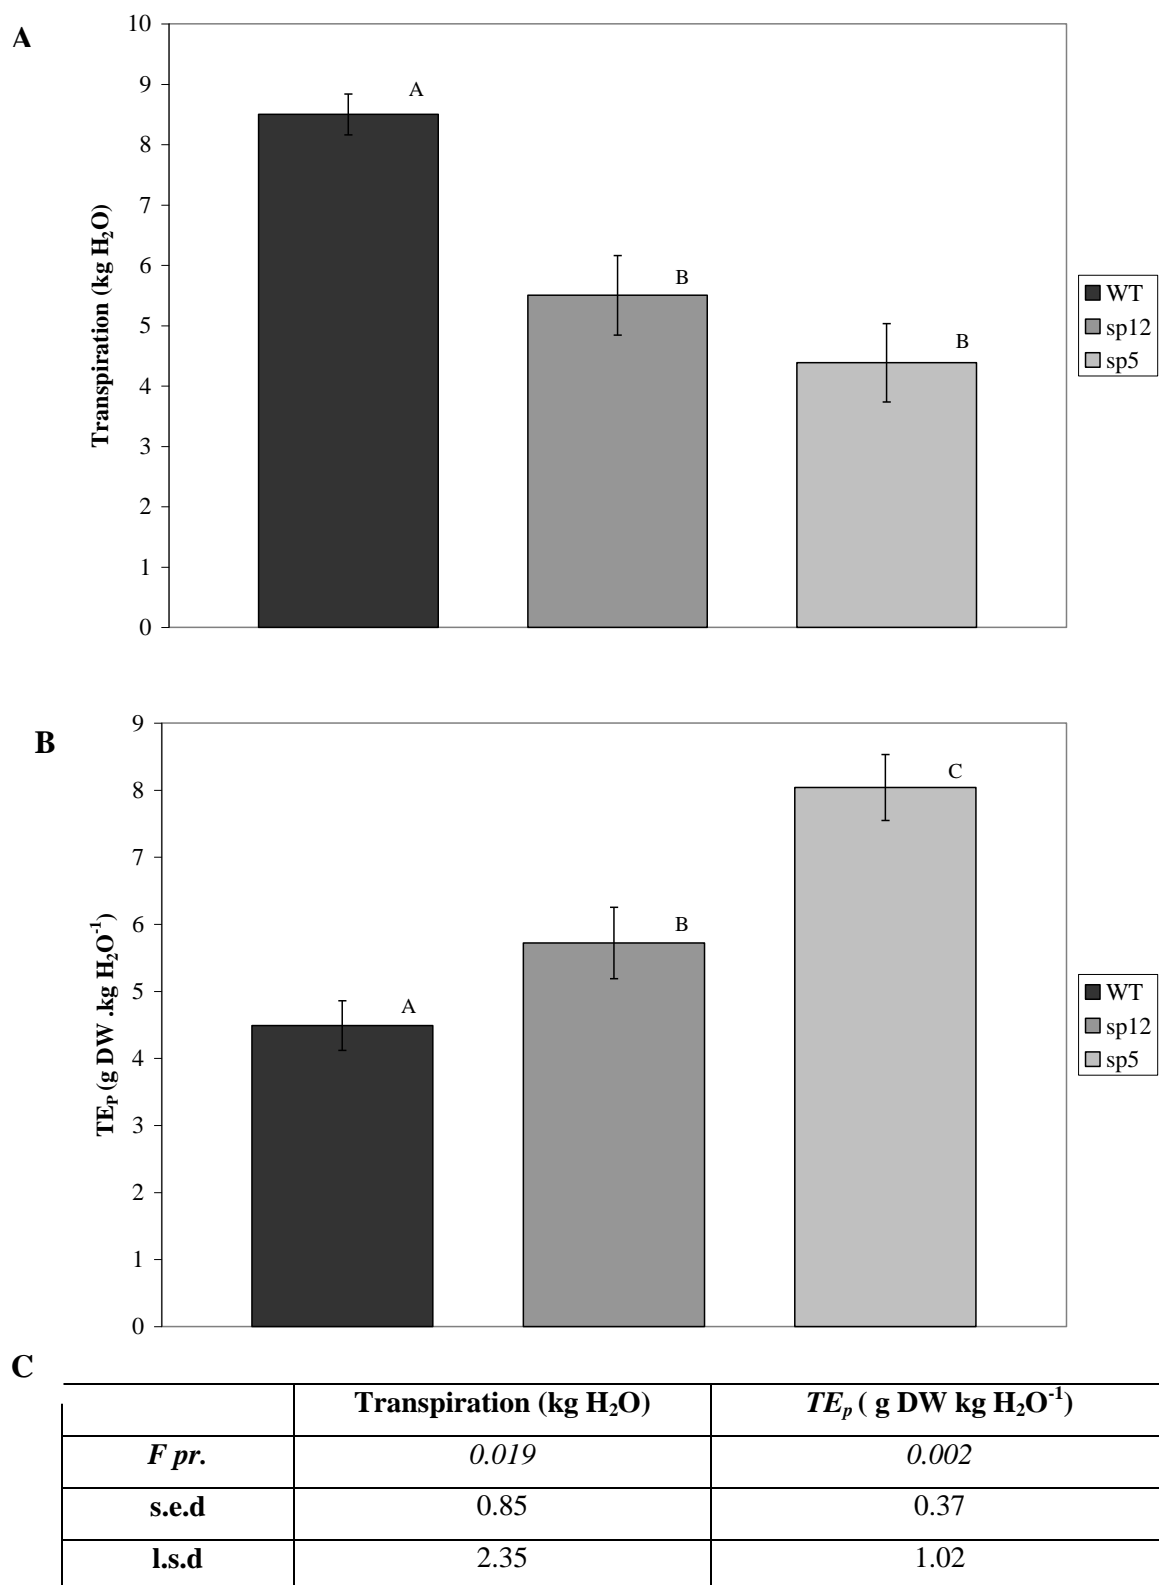 A
10
9
8
7
6
5
4
3
2
1
0
Transpiration (kg H₂O)
A
B
B
WT
sp12
sp5
B
9
8
7
6
5
4
3
2
1
0
TE_P (g DW .kg H₂O⁻¹)
A
B
C
WT
sp12
sp5
C
Transpiration (kg H₂O) TE_p ( g DW kg H₂O⁻¹)
F pr. 0.019 0.002
s.e.d 0.85 0.37
l.s.d 2.35 1.02